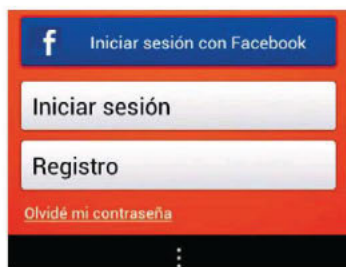 f Iniciar sesión con Facebook
Iniciar sesión
Registro
Olvidé mi contraseña